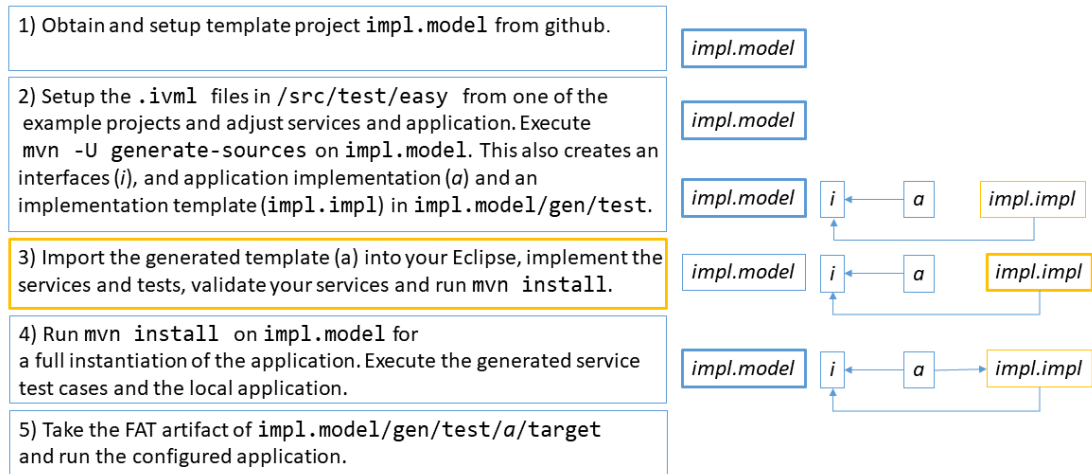 1) Obtain and setup template project impl.model from github.
impl.model
2) Setup the .ivml files in /src/test/easy from one of the
example projects and adjust services and application. Execute
mvn -U generate-sources on impl.model. This also creates an
interfaces (i), and application implementation (a) and an
implementation template (impl.impl) in impl.model/gen/test.
impl.model
impl.model i a impl.impl
3) Import the generated template (a) into your Eclipse, implement the
services and tests, validate your services and run mvn install.
impl.model i a impl.impl
4) Run mvn install on impl.model for
a full instantiation of the application. Execute the generated service
test cases and the local application.
impl.model i a impl.impl
5) Take the FAT artifact of impl.model/gen/test/a/target
and run the configured application.